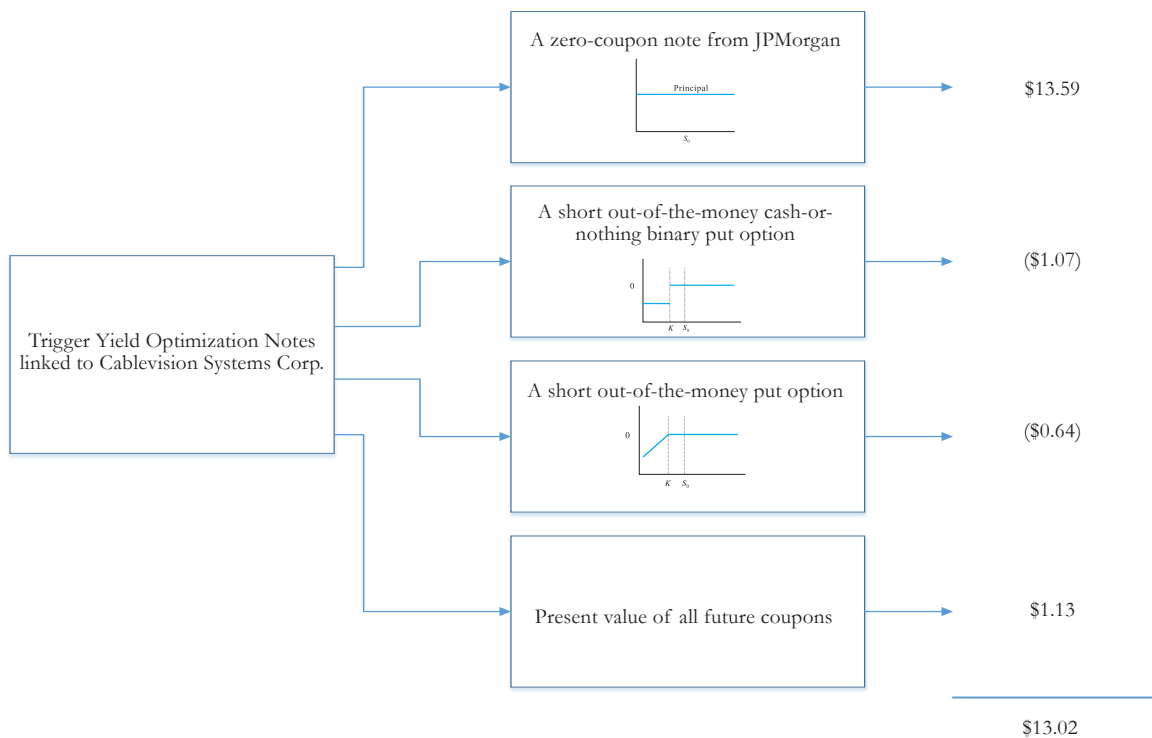 A zero-coupon note from JPMorgan
Principal
S₀
$13.59
A short out-of-the-money cash-or-
nothing binary put option
0
K S₀
($1.07)
Trigger Yield Optimization Notes
linked to Cablevision Systems Corp.
A short out-of-the-money put option
0
K S₀
($0.64)
Present value of all future coupons
$1.13
$13.02